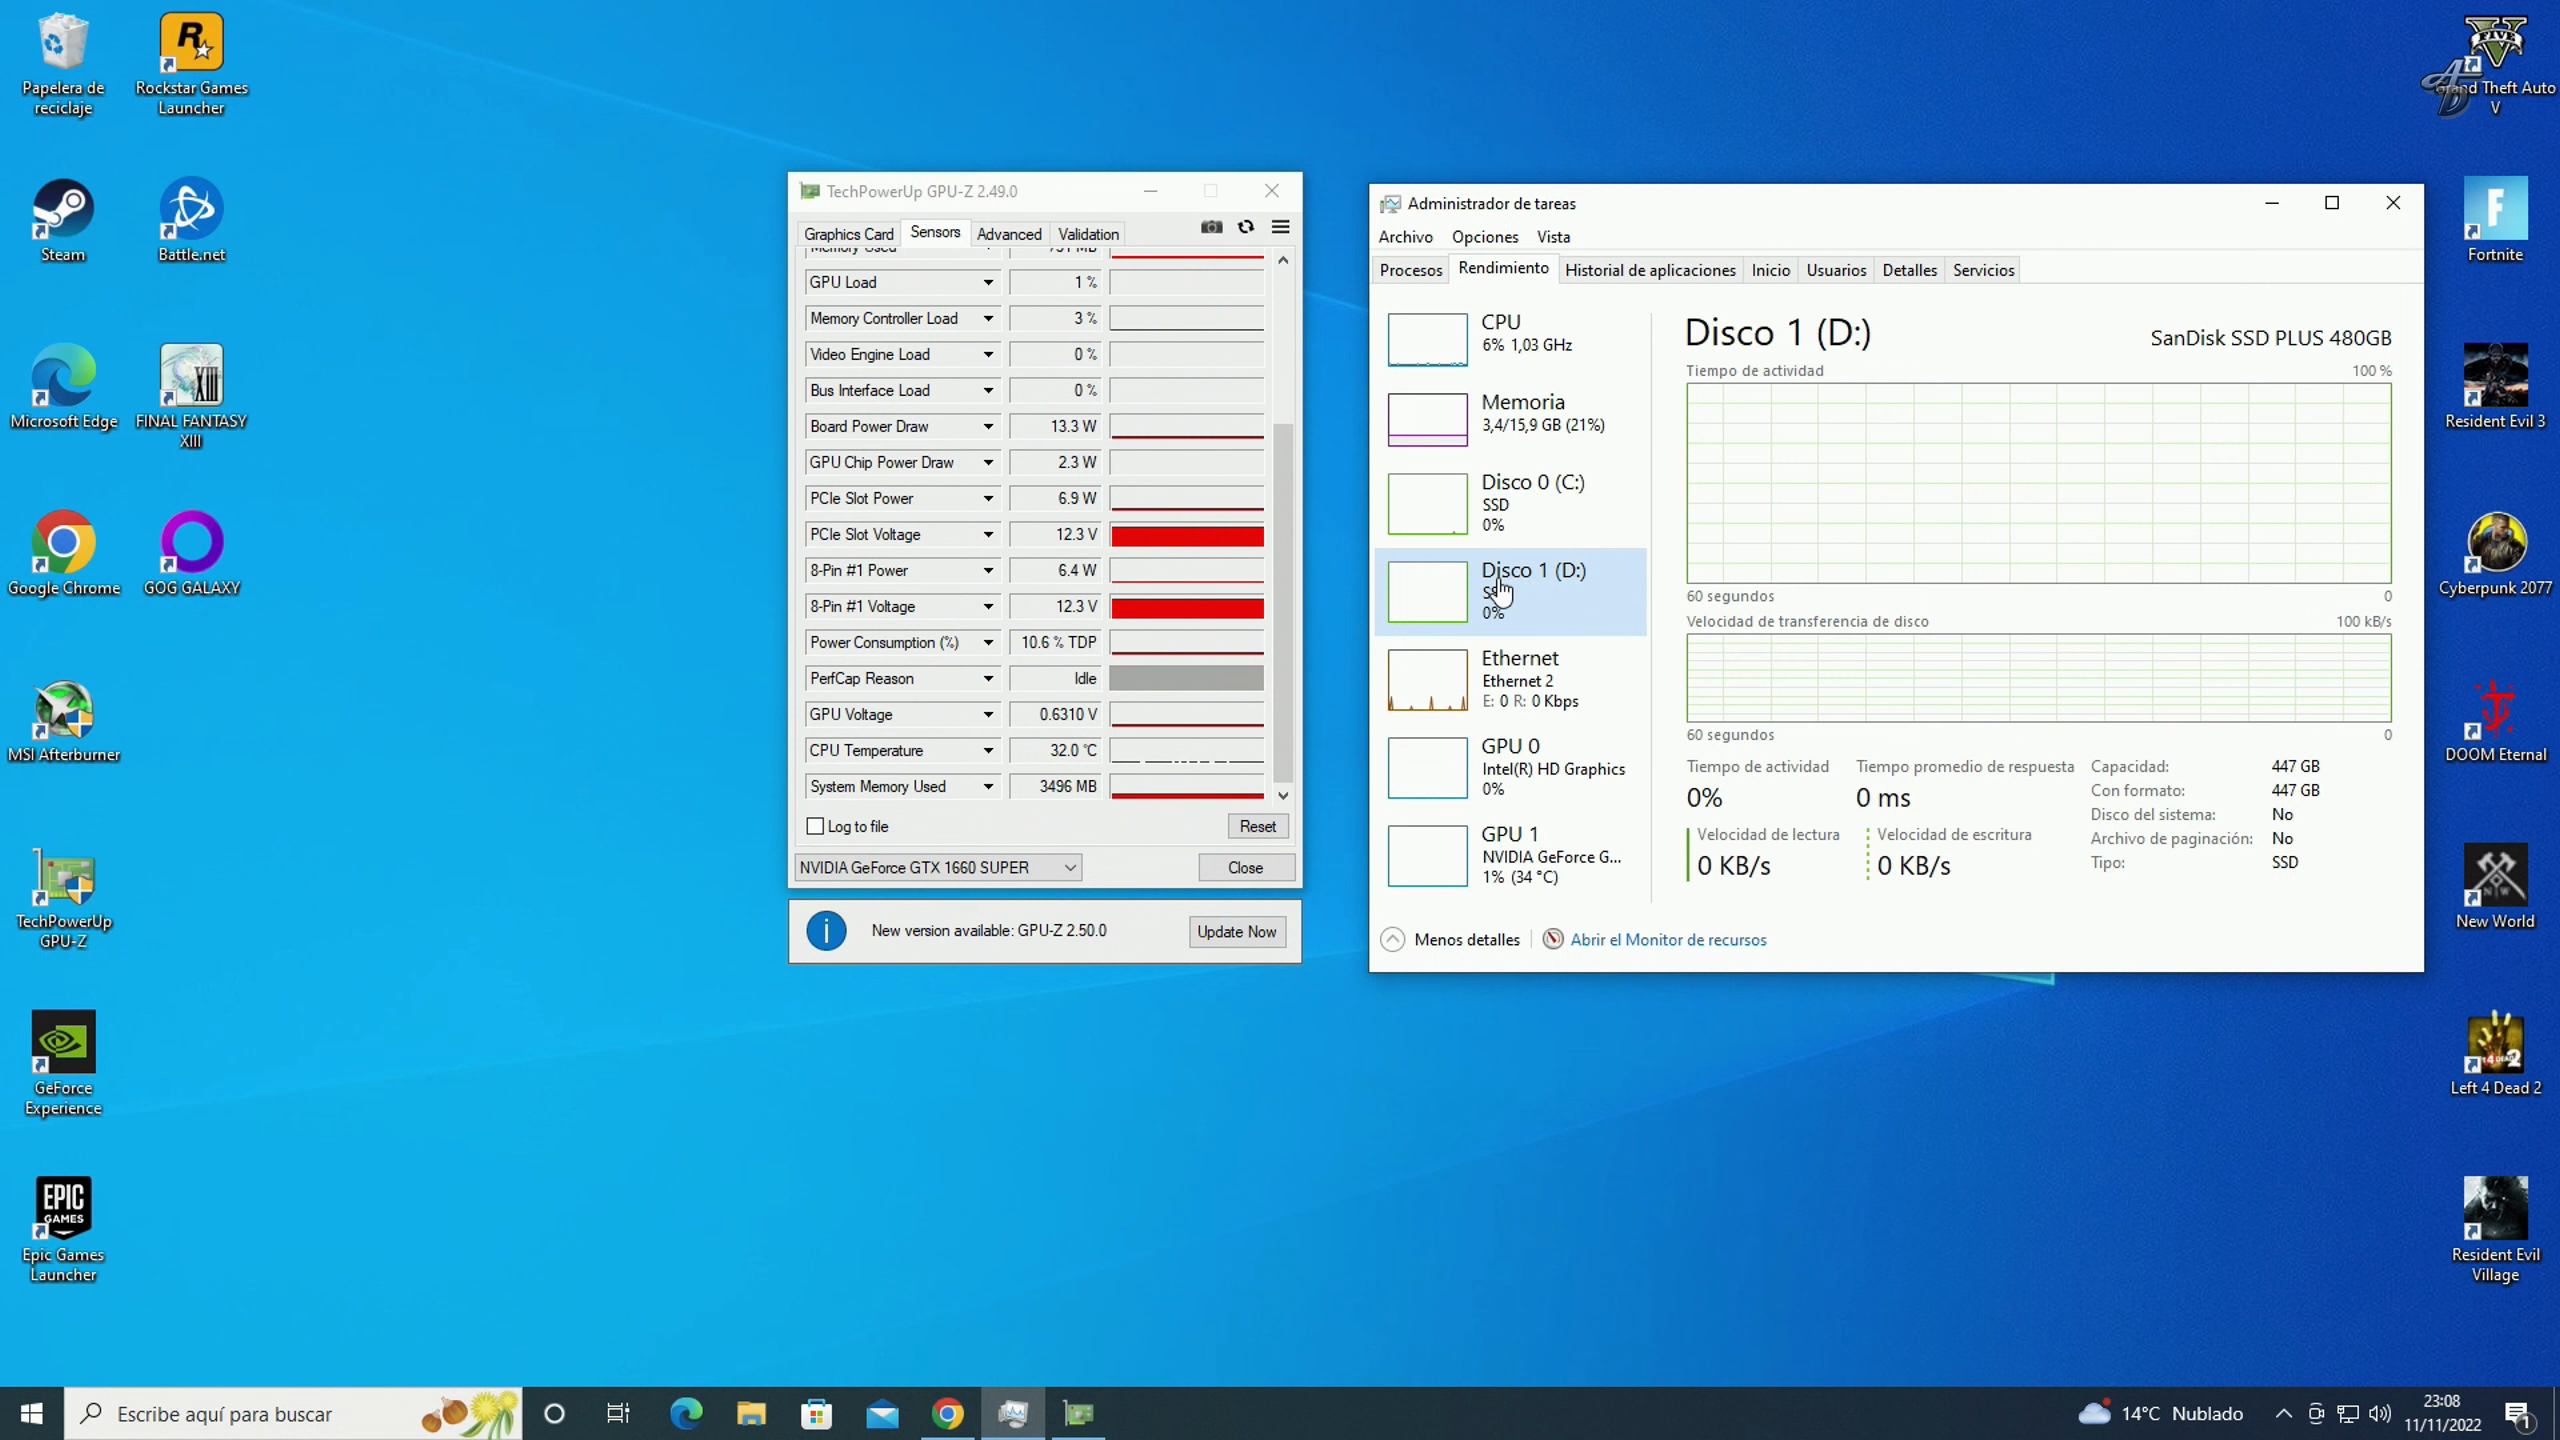 Papelera de
reciclaje
Rockstar Games
Launcher
Steam
Battle.net
Microsoft Edge
FINAL FANTASY
XIII
Google Chrome
GOG GALAXY
MSI Afterburner
TechPowerUp
GPU-Z
GeForce
Experience
EPIC
GAMES
Epic Games
Launcher
TechPowerUp GPU-Z 2.49.0
Graphics Card
Sensors
Advanced
Validation
GPU Load
1 %
Memory Controller Load
3 %
Video Engine Load
0 %
Bus Interface Load
0 %
Board Power Draw
13.3 W
GPU Chip Power Draw
2.3 W
PCIe Slot Power
6.9 W
PCIe Slot Voltage
12.3 V
8-Pin #1 Power
6.4 W
8-Pin #1 Voltage
12.3 V
Power Consumption (%)
10.6 % TDP
PerfCap Reason
Idle
GPU Voltage
0.6310 V
CPU Temperature
32.0 °C
System Memory Used
3496 MB
Log to file
Reset
NVIDIA GeForce GTX 1660 SUPER
Close
New version available: GPU-Z 2.50.0
Update Now
Administrador de tareas
Archivo
Opciones
Vista
Procesos
Rendimiento
Historial de aplicaciones
Inicio
Usuarios
Detalles
Servicios
CPU
6% 1,03 GHz
Memoria
3,4/15,9 GB (21%)
Disco 0 (C:)
SSD
0%
Disco 1 (D:)
0%
Ethernet
Ethernet 2
E: 0 R: 0 Kbps
GPU 0
Intel(R) HD Graphics
0%
GPU 1
NVIDIA GeForce G...
1% (34 °C)
Disco 1 (D:)
SanDisk SSD PLUS 480GB
Tiempo de actividad
100 %
60 segundos
0
Velocidad de transferencia de disco
100 kB/s
60 segundos
0
Tiempo de actividad
0%
Tiempo promedio de respuesta
0 ms
Velocidad de lectura
0 KB/s
Velocidad de escritura
0 KB/s
Capacidad:
447 GB
Con formato:
447 GB
Disco del sistema:
No
Archivo de paginación:
No
Tipo:
SSD
Menos detalles
Abrir el Monitor de recursos
FIVE
Theft Auto
V
Fortnite
Resident Evil 3
Cyberpunk 2077
DOOM Eternal
New World
Left 4 Dead 2
Resident Evil
Village
Escribe aquí para buscar
14°C Nublado
23:08
11/11/2022
1